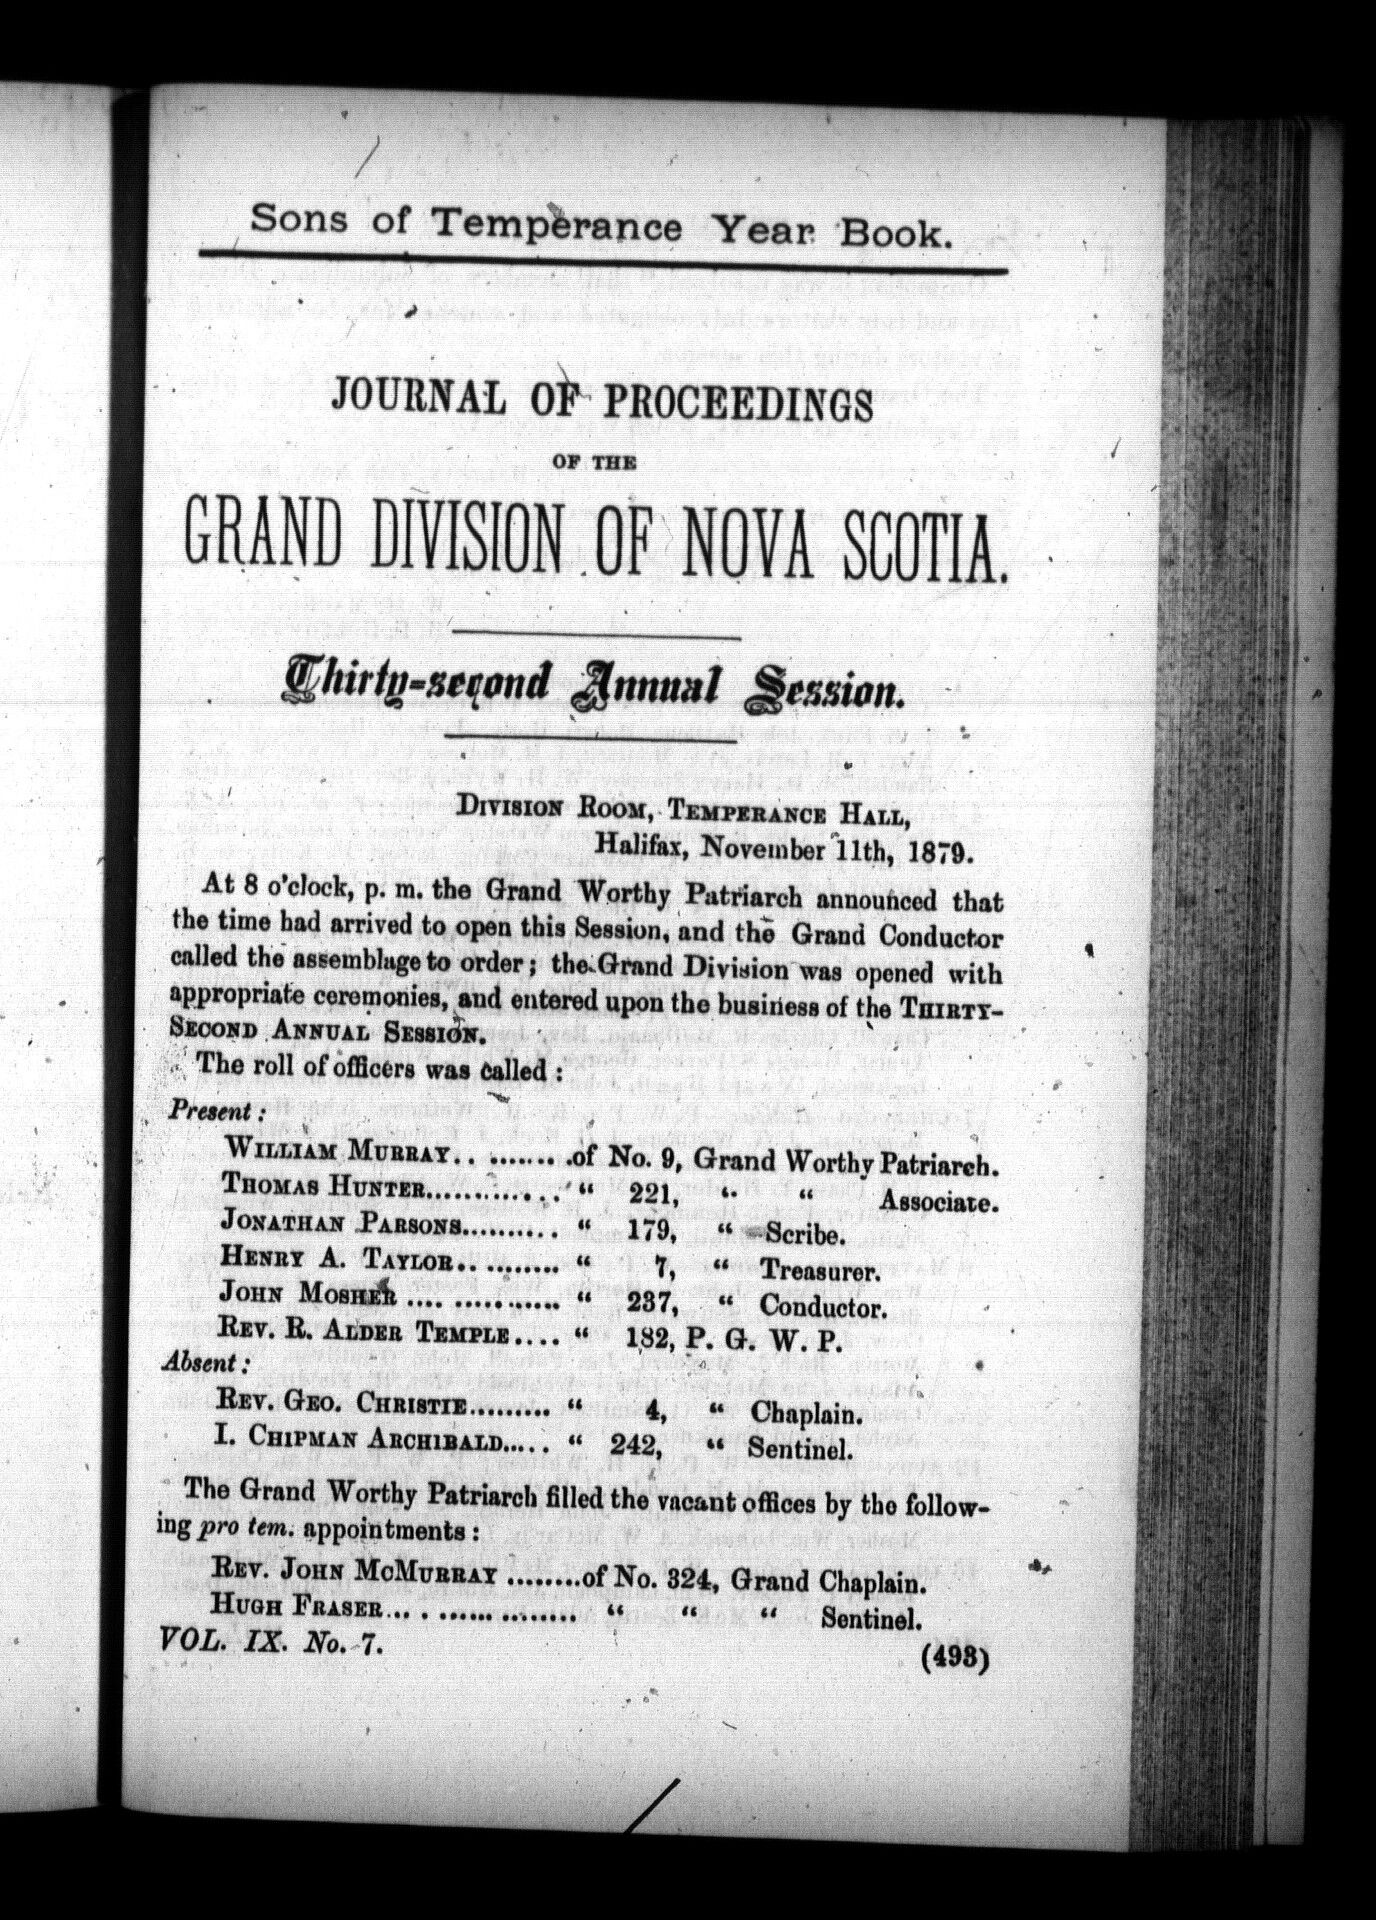 Sons of Temperance Year Book.
JOURNAL OF PROCEEDINGS
OF THE
GRAND DIVISION OF NOVA SCOTIA.
Thirty-second Annual Session.
DIVISION ROOM, TEMPERANCE HALL,
Halifax, November 11th, 1879.
At 8 o'clock, p. m. the Grand Worthy Patriarch announced that
the time had arrived to open this Session, and the Grand Conductor
called the assemblage to order; the Grand Division was opened with
appropriate ceremonies, and entered upon the business of the THIRTY-
SECOND ANNUAL SESSION.
The roll of officers was called :
Present :
WILLIAM MURRAY.. ........of No. 9, Grand Worthy Patriarch.
THOMAS HUNTER............. “ 221, “ “ Associate.
JONATHAN PARSONS......... “ 179, “ Scribe.
HENRY A. TAYLOR.. ........ “ 7, “ Treasurer.
JOHN MOSHER .... ........... “ 237, “ Conductor.
REV. R. ALDER TEMPLE.... “ 182, P. G. W. P.
Absent :
REV. GEO. CHRISTIE......... “ 4, “ Chaplain.
I. CHIPMAN ARCHIBALD..... “ 242, “ Sentinel.
The Grand Worthy Patriarch filled the vacant offices by the follow-
ing pro tem. appointments :
REV. JOHN MCMURRAY ........of No. 324, Grand Chaplain.
HUGH FRASER... . ............. “ “ “ Sentinel.
VOL. IX. No. 7.
(493)